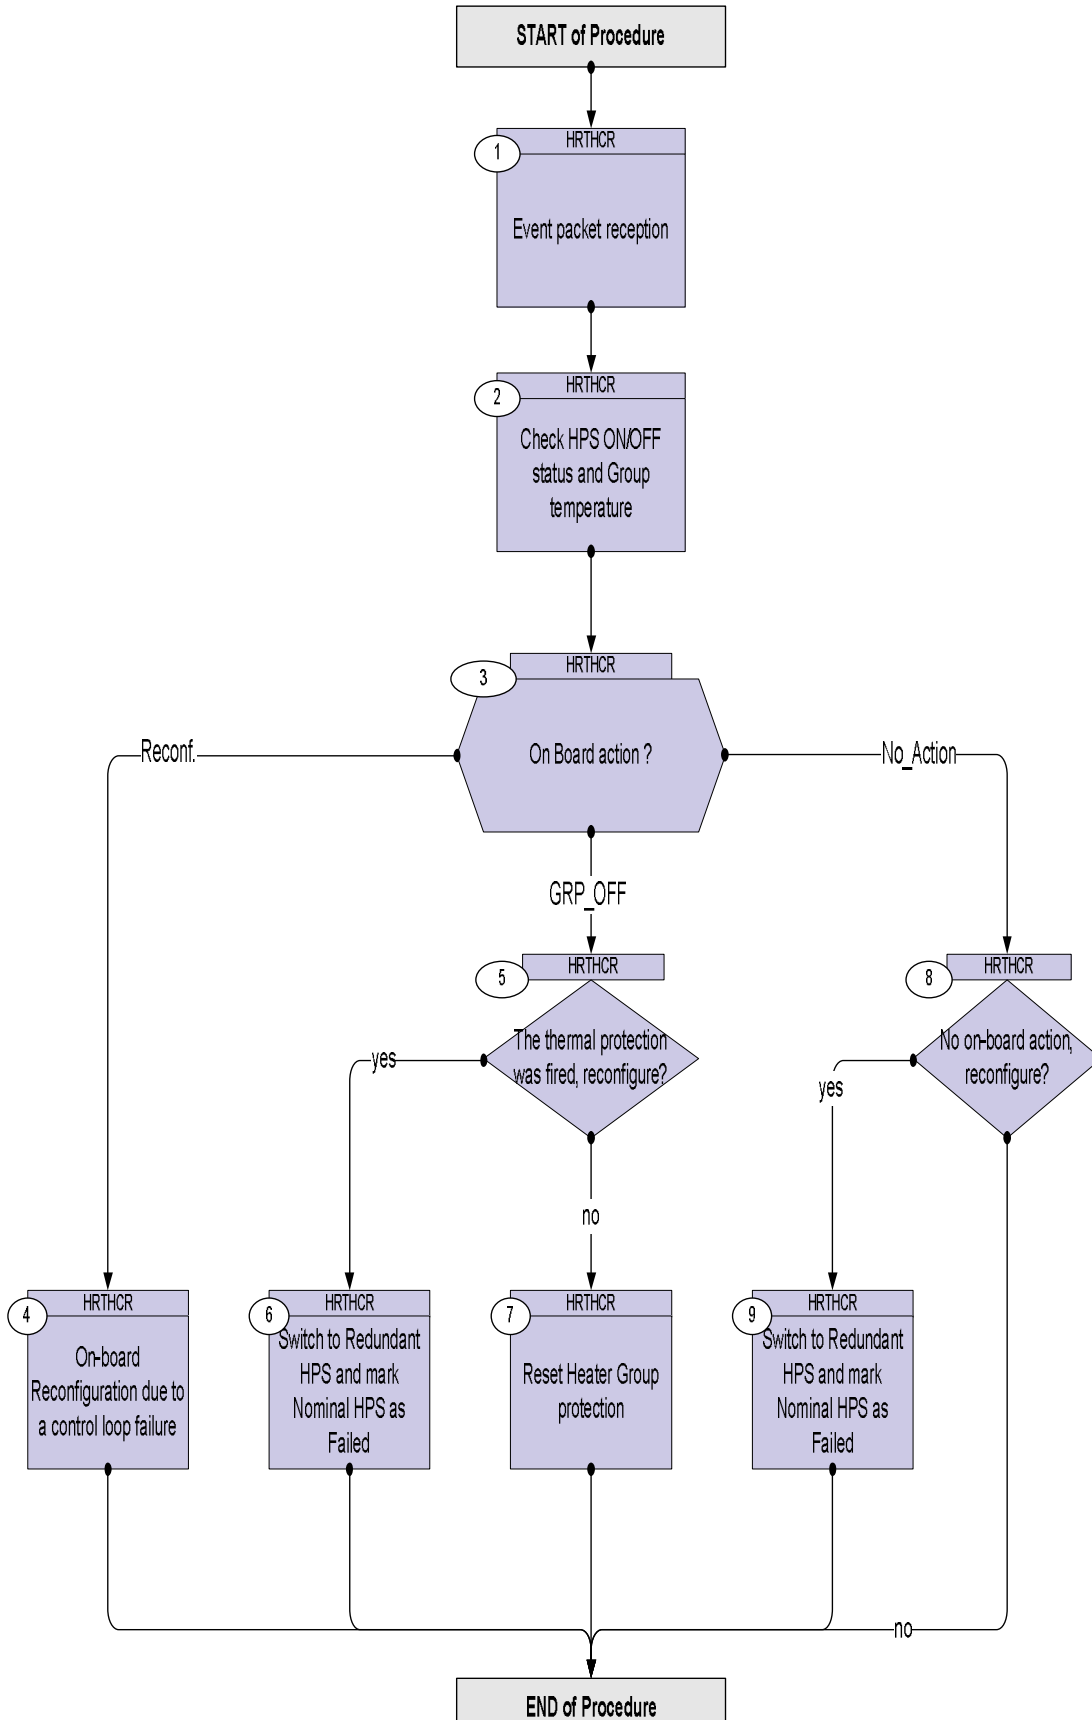 START of Procedure
HRTHCR
1
Event packet reception
HRTHCR
2
Check HPS ON/OFF
status and Group
temperature
HRTHCR
3
On Board action ?
Reconf.
No_Action
GRP_OFF
HRTHCR
5
The thermal protection
was fired, reconfigure?
HRTHCR
8
No on-board action,
reconfigure?
yes
yes
no
HRTHCR
4
On-board
Reconfiguration due to
a control loop failure
HRTHCR
6
Switch to Redundant
HPS and mark
Nominal HPS as
Failed
HRTHCR
7
Reset Heater Group
protection
HRTHCR
9
Switch to Redundant
HPS and mark
Nominal HPS as
Failed
no
END of Procedure